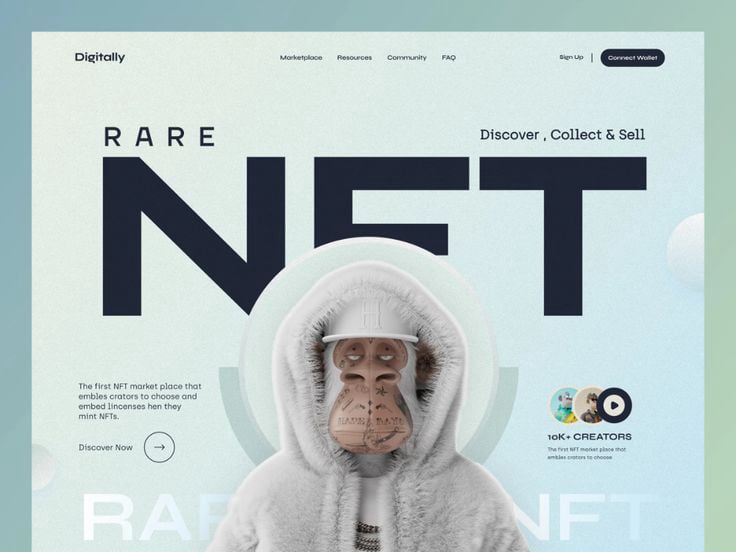 Digitally
Marketplace Resources Community FAQ
Sign Up | Connect Wallet
RARE
Discover , Collect & Sell
NFT
H
The first NFT market place that
embles crators to choose and
embed lincenses hen they
mint NFTs.
Discover Now
10K+ CREATORS
The first NFT market place that
embles crators to choose
RAR
NFT